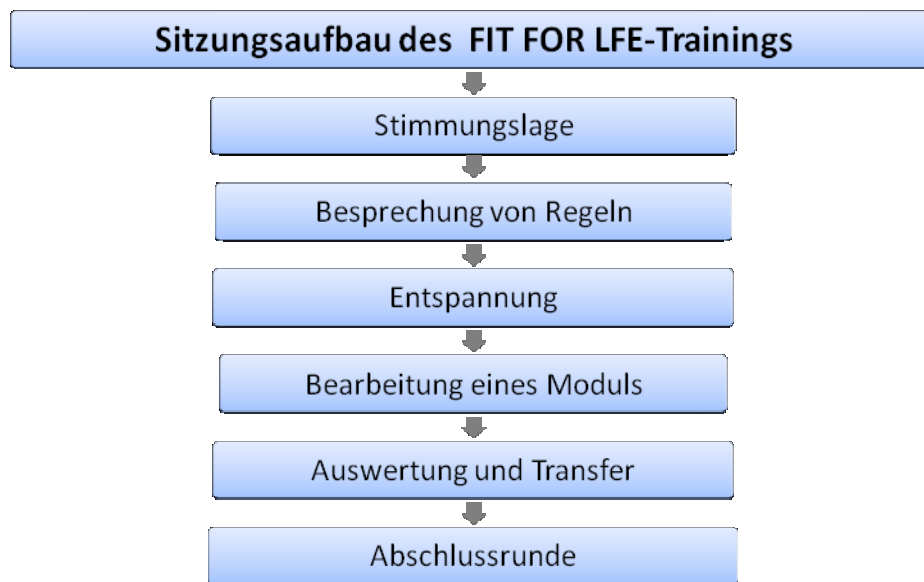 Sitzungsaufbau des FIT FOR LFE-Trainings
Stimmungslage
Besprechung von Regeln
Entspannung
Bearbeitung eines Moduls
Auswertung und Transfer
Abschlussrunde